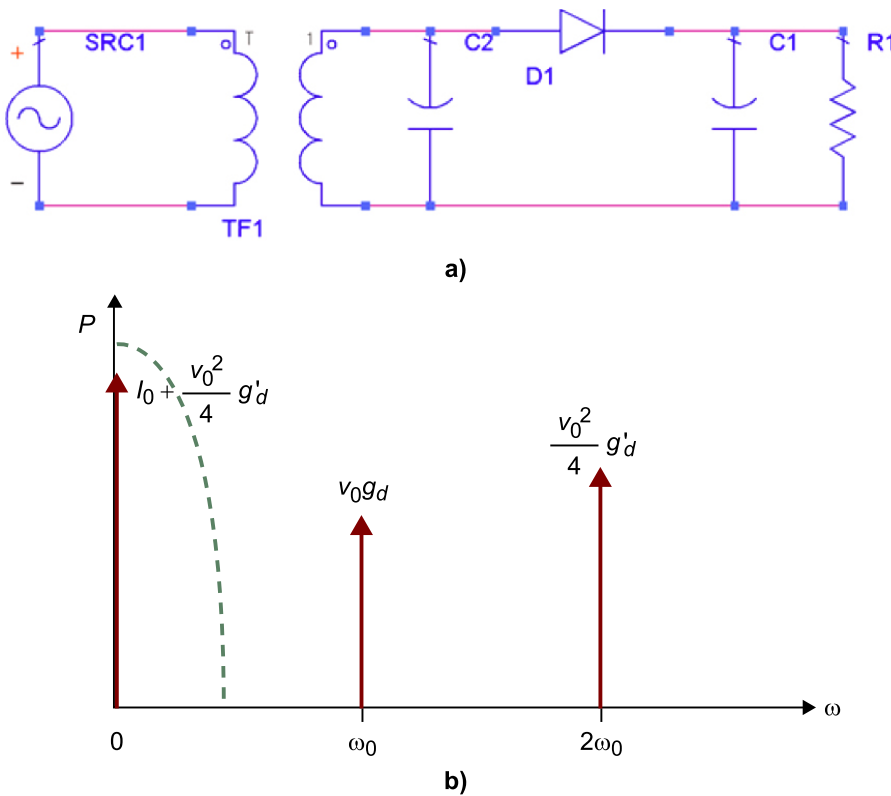 SRC1 T 1 C2 D1 C1 R1
+
−
TF1
a)
P
I₀ + v₀²/4 g'd
v₀gd
v₀²/4 g'd
0 ω₀ 2ω₀ ω
b)